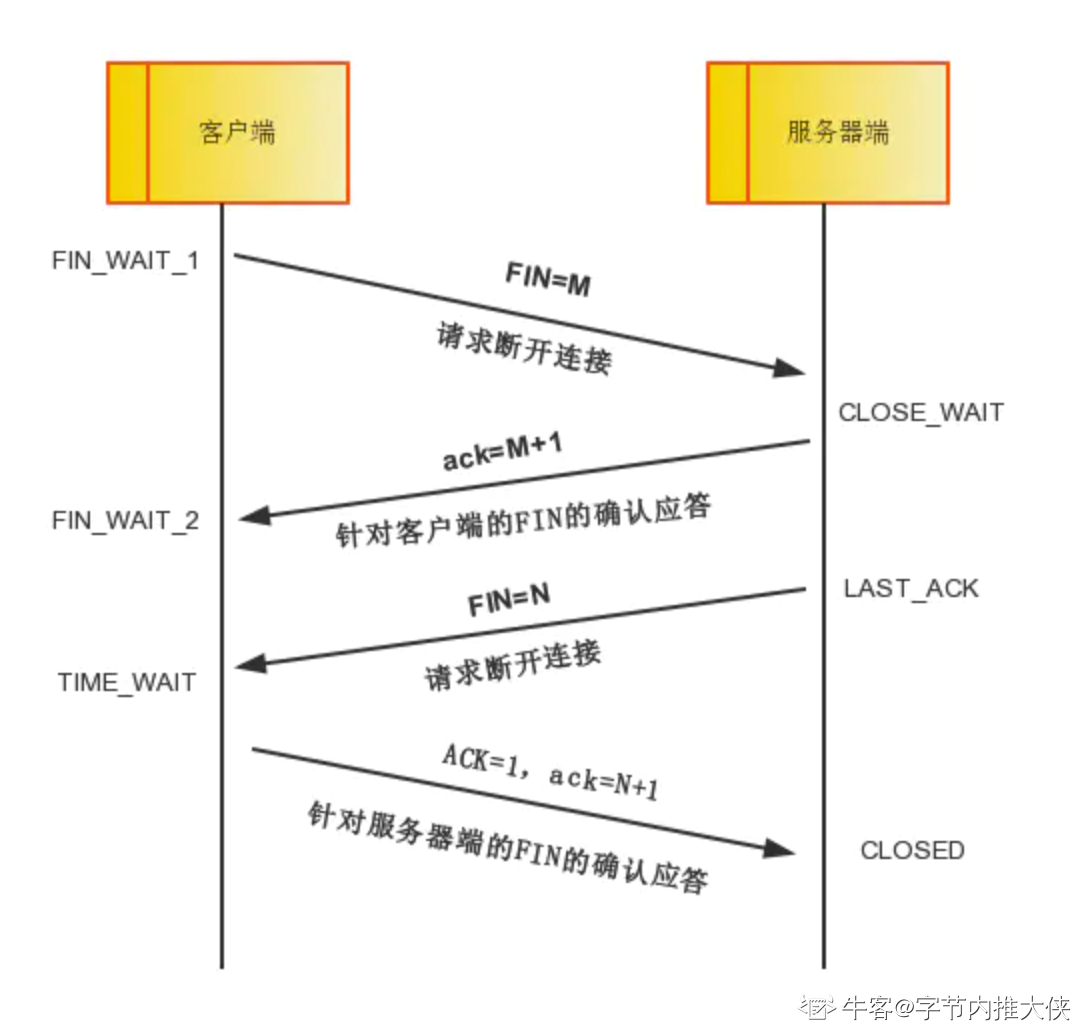 客户端
服务器端
FIN_WAIT_1
FIN=M
请求断开连接
CLOSE_WAIT
ack=M+1
针对客户端的FIN的确认应答
FIN_WAIT_2
LAST_ACK
FIN=N
请求断开连接
TIME_WAIT
ACK=1, ack=N+1
针对服务器端的FIN的确认应答
CLOSED
牛客@字节内推大侠